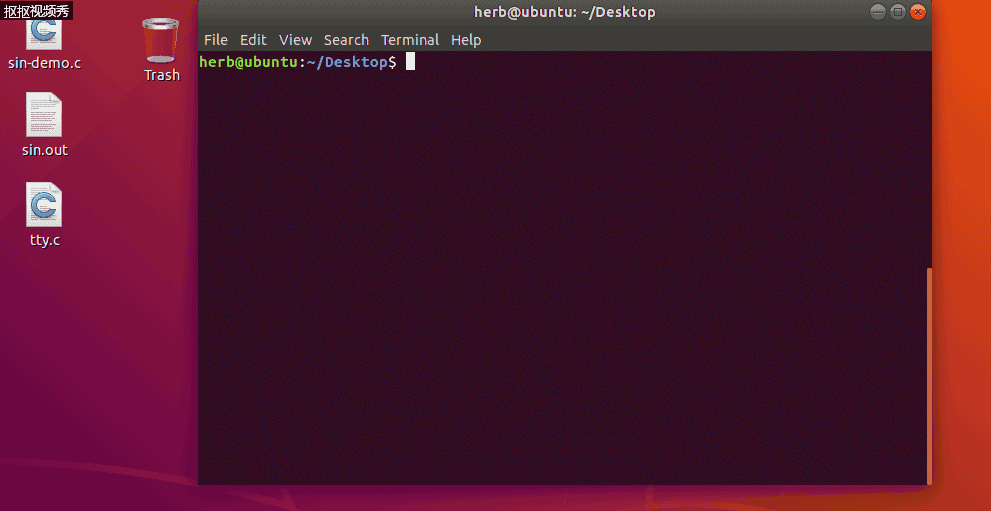 抠抠视频秀
sin-demo.c
Trash
sin.out
tty.c
herb@ubuntu: ~/Desktop
File Edit View Search Terminal Help
herb@ubuntu:~/Desktop$